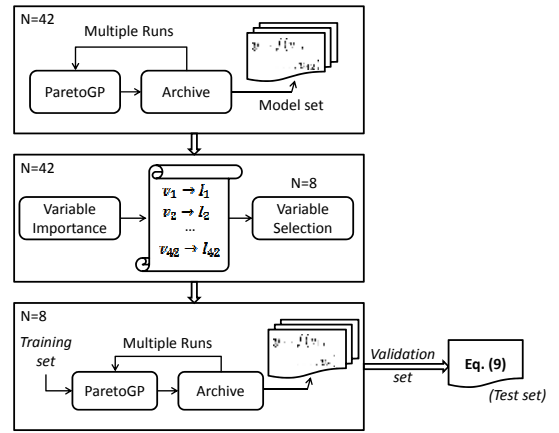 N=42
Multiple Runs
ParetoGP
Archive
Model set
N=42
Variable
Importance
v₁ → I₁
v₂ → I₂
...
v₄₂ → I₄₂
N=8
Variable
Selection
N=8
Training
set
Multiple Runs
ParetoGP
Archive
Validation
set
Eq. (9)
(Test set)